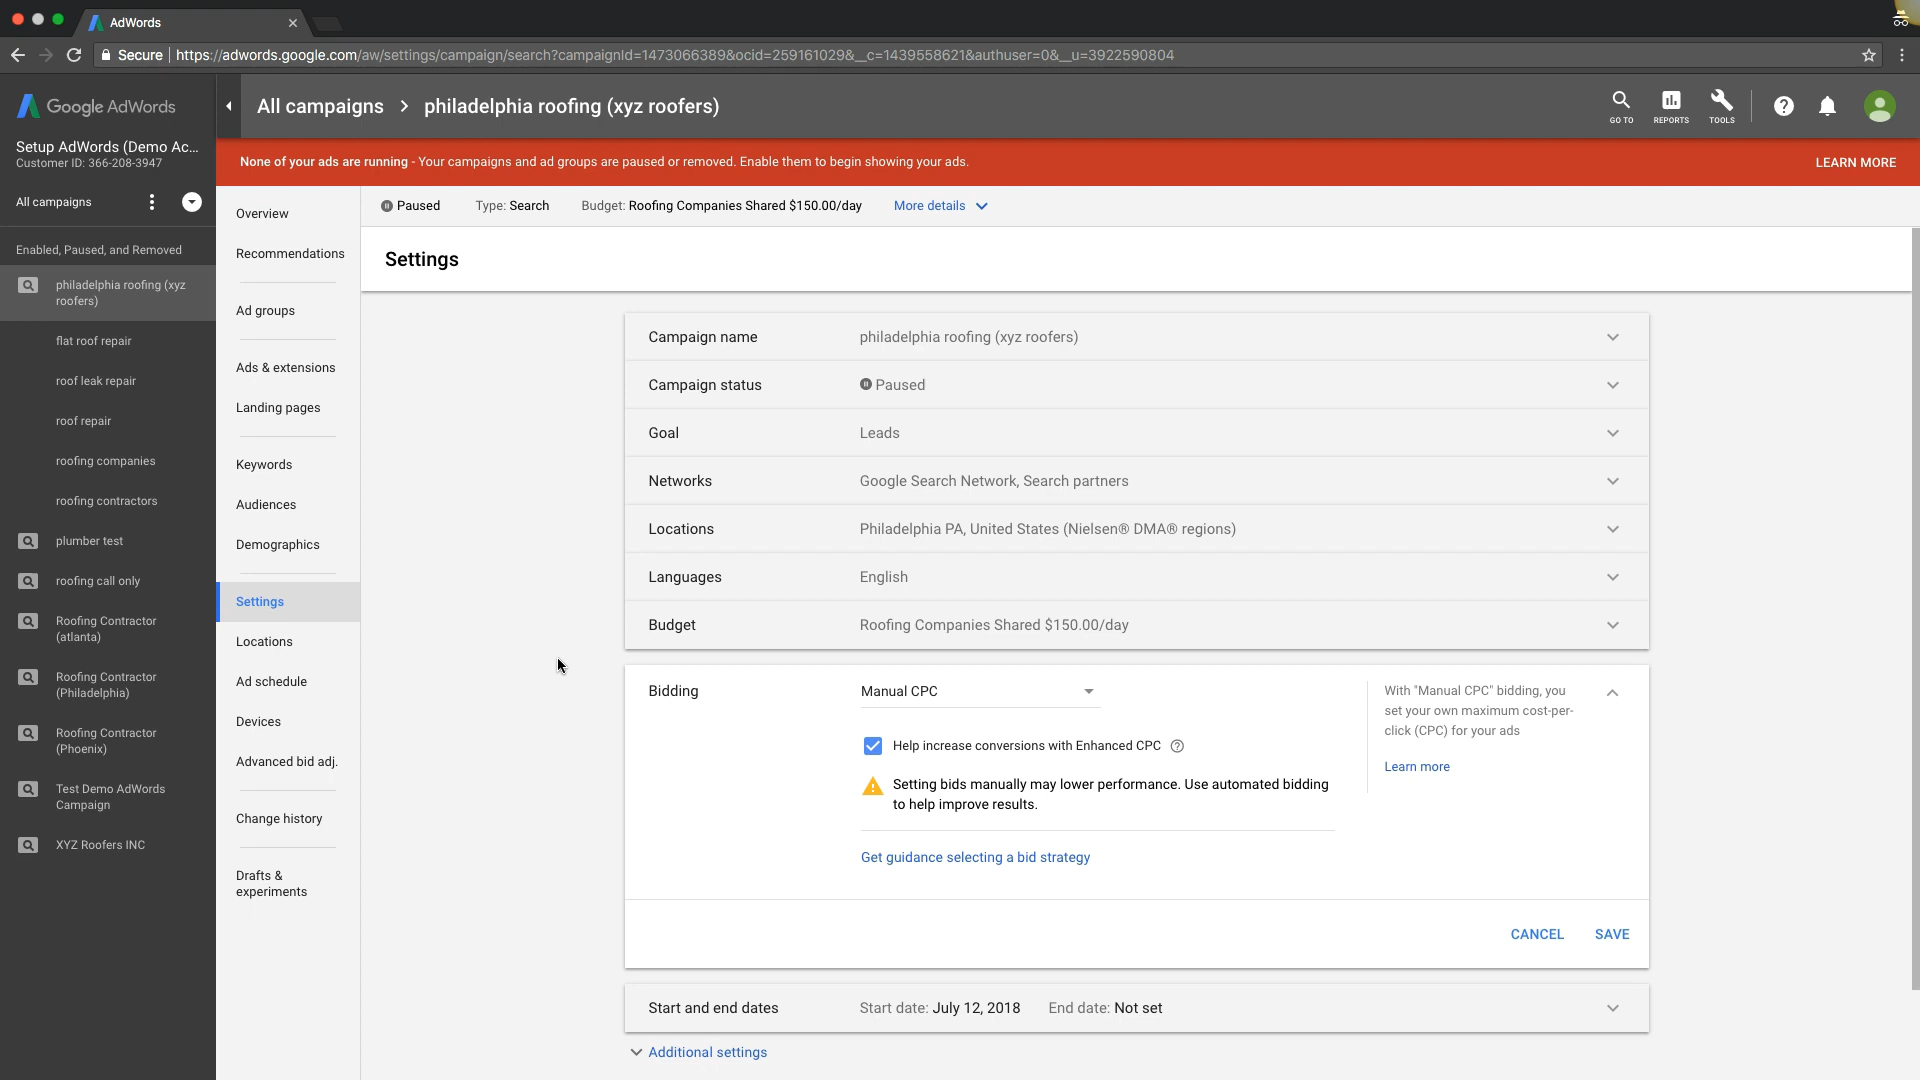 AdWords
Secure
https://adwords.google.com/aw/settings/campaign/search?campaignId=1473066389&ocid=259161029&__c=1439558621&authuser=0&__u=3922590804
Google AdWords
All campaigns > philadelphia roofing (xyz roofers)
GO TO
REPORTS
TOOLS
Setup AdWords (Demo Ac...
Customer ID: 366-208-3947
None of your ads are running - Your campaigns and ad groups are paused or removed. Enable them to begin showing your ads.
LEARN MORE
All campaigns
Enabled, Paused, and Removed
philadelphia roofing (xyz
roofers)
flat roof repair
roof leak repair
roof repair
roofing companies
roofing contractors
plumber test
roofing call only
Roofing Contractor
(atlanta)
Roofing Contractor
(Philadelphia)
Roofing Contractor
(Phoenix)
Test Demo AdWords
Campaign
XYZ Roofers INC
Overview
Recommendations
Ad groups
Ads & extensions
Landing pages
Keywords
Audiences
Demographics
Settings
Locations
Ad schedule
Devices
Advanced bid adj.
Change history
Drafts &
experiments
Paused
Type: Search
Budget: Roofing Companies Shared $150.00/day
More details
Settings
Campaign name
philadelphia roofing (xyz roofers)
Campaign status
Paused
Goal
Leads
Networks
Google Search Network, Search partners
Locations
Philadelphia PA, United States (Nielsen® DMA® regions)
Languages
English
Budget
Roofing Companies Shared $150.00/day
Bidding
Manual CPC
Help increase conversions with Enhanced CPC
Setting bids manually may lower performance. Use automated bidding
to help improve results.
Get guidance selecting a bid strategy
With "Manual CPC" bidding, you
set your own maximum cost-per-
click (CPC) for your ads
Learn more
CANCEL
SAVE
Start and end dates
Start date: July 12, 2018
End date: Not set
Additional settings